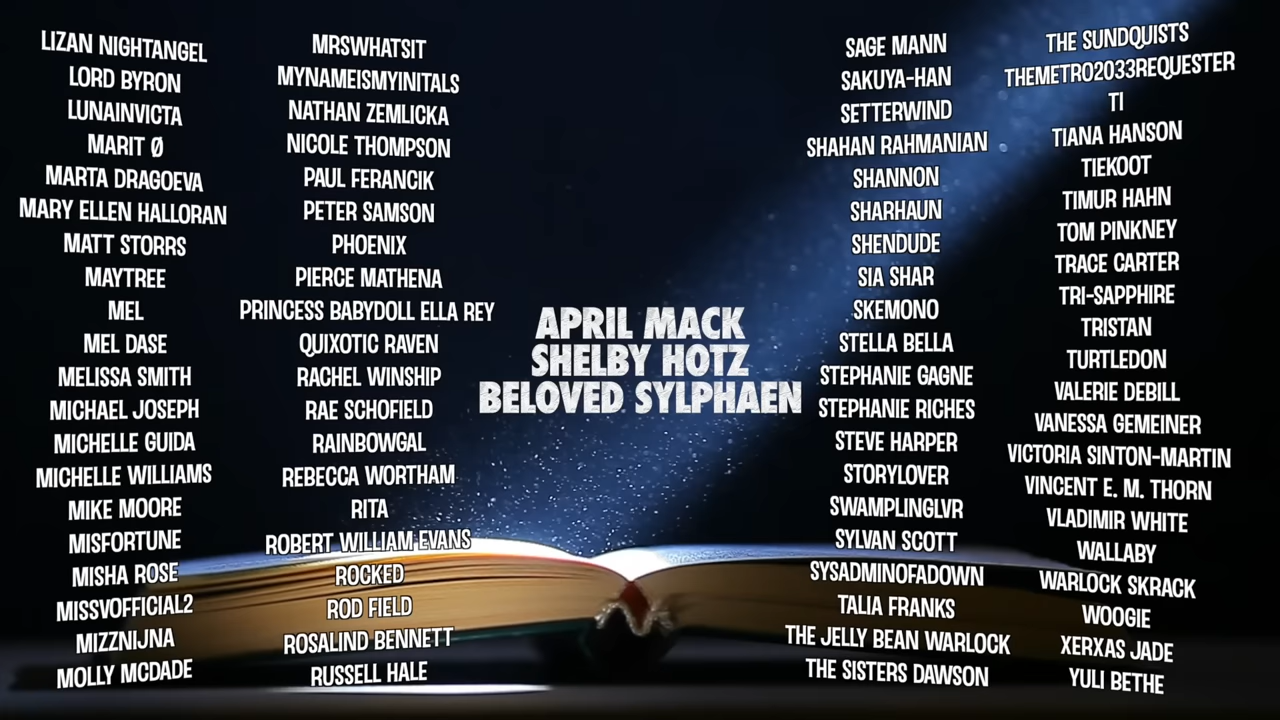 LIZAN NIGHTANGEL
LORD BYRON
LUNAINVICTA
MARIT Ø
MARTA DRAGOEVA
MARY ELLEN HALLORAN
MATT STORRS
MAYTREE
MEL
MEL DASE
MELISSA SMITH
MICHAEL JOSEPH
MICHELLE GUIDA
MICHELLE WILLIAMS
MIKE MOORE
MISFORTUNE
MISHA ROSE
MISSVOFFICIAL2
MIZZNIJNA
MOLLY MCDADE
MRSWHATSIT
MYNAMEISMYINITALS
NATHAN ZEMLICKA
NICOLE THOMPSON
PAUL FERANCIK
PETER SAMSON
PHOENIX
PIERCE MATHENA
PRINCESS BABYDOLL ELLA REY
QUIXOTIC RAVEN
RACHEL WINSHIP
RAE SCHOFIELD
RAINBOWGAL
REBECCA WORTHAM
RITA
ROBERT WILLIAM EVANS
ROCKED
ROD FIELD
ROSALIND BENNETT
RUSSELL HALE
APRIL MACK
SHELBY HOTZ
BELOVED SYLPHAEN
SAGE MANN
SAKUYA-HAN
SETTERWIND
SHAHAN RAHMANIAN
SHANNON
SHARHAUN
SHENDUDE
SIA SHAR
SKEMONO
STELLA BELLA
STEPHANIE GAGNE
STEPHANIE RICHES
STEVE HARPER
STORYLOVER
SWAMPLINGLVR
SYLVAN SCOTT
SYSADMINOFADOWN
TALIA FRANKS
THE JELLY BEAN WARLOCK
THE SISTERS DAWSON
THE SUNDQUISTS
THEMETRO2033REQUESTER
TI
TIANA HANSON
TIEKOOT
TIMUR HAHN
TOM PINKNEY
TRACE CARTER
TRI-SAPPHIRE
TRISTAN
TURTLEDON
VALERIE DEBILL
VANESSA GEMEINER
VICTORIA SINTON-MARTIN
VINCENT E. M. THORN
VLADIMIR WHITE
WALLABY
WARLOCK SKRACK
WOOGIE
XERXAS JADE
YULI BETHE